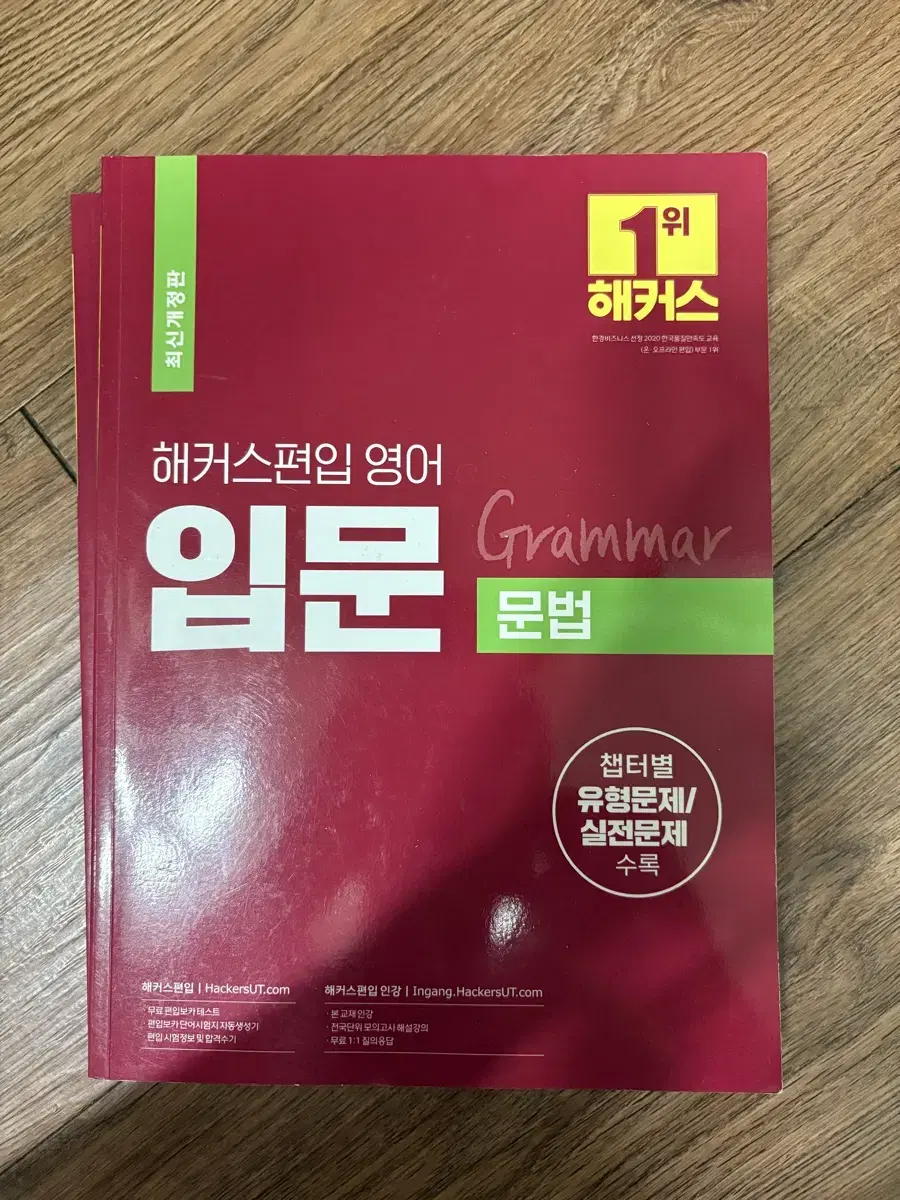 최신개정판
1위
해커스
한경비즈니스 선정 2020 한국품질만족도 교육
(온·오프라인 편입) 부문 1위
해커스편입 영어
입문
Grammar
문법
챕터별
유형문제/
실전문제
수록
해커스편입 | HackersUT.com
· 무료 편입보카 테스트
· 편입보카 단어시험지 자동생성기
· 편입 시험정보 및 합격수기
해커스편입 인강 | Ingang.HackersUT.com
· 본 교재 인강
· 전국단위 모의고사 해설강의
· 무료 1:1 질의응답